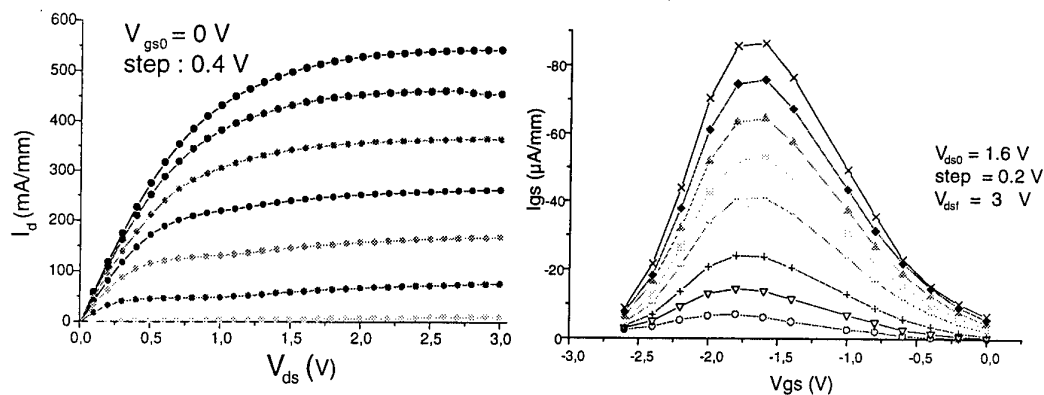 600
500
400
300
200
100
0
I_d (mA/mm)
V_gs0 = 0 V
step : 0.4 V
0,0 0,5 1,0 1,5 2,0 2,5 3,0
V_ds (V)
-80
-60
-40
-20
0
Igs (µA/mm)
V_ds0 = 1.6 V
step = 0.2 V
V_dsf = 3 V
-3,0 -2,5 -2,0 -1,5 -1,0 -0,5 0,0
Vgs (V)